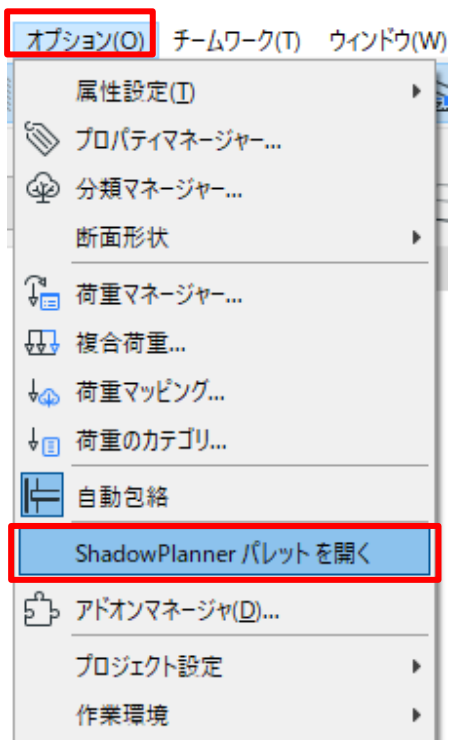 オプション(O) チームワーク(T) ウィンドウ(W)
属性設定(T)
プロパティマネージャー...
分類マネージャー...
断面形状
荷重マネージャー...
複合荷重...
荷重マッピング...
荷重のカテゴリ...
自動包絡
ShadowPlanner パレット を開く
アドオンマネージャ(D)...
プロジェクト設定
作業環境